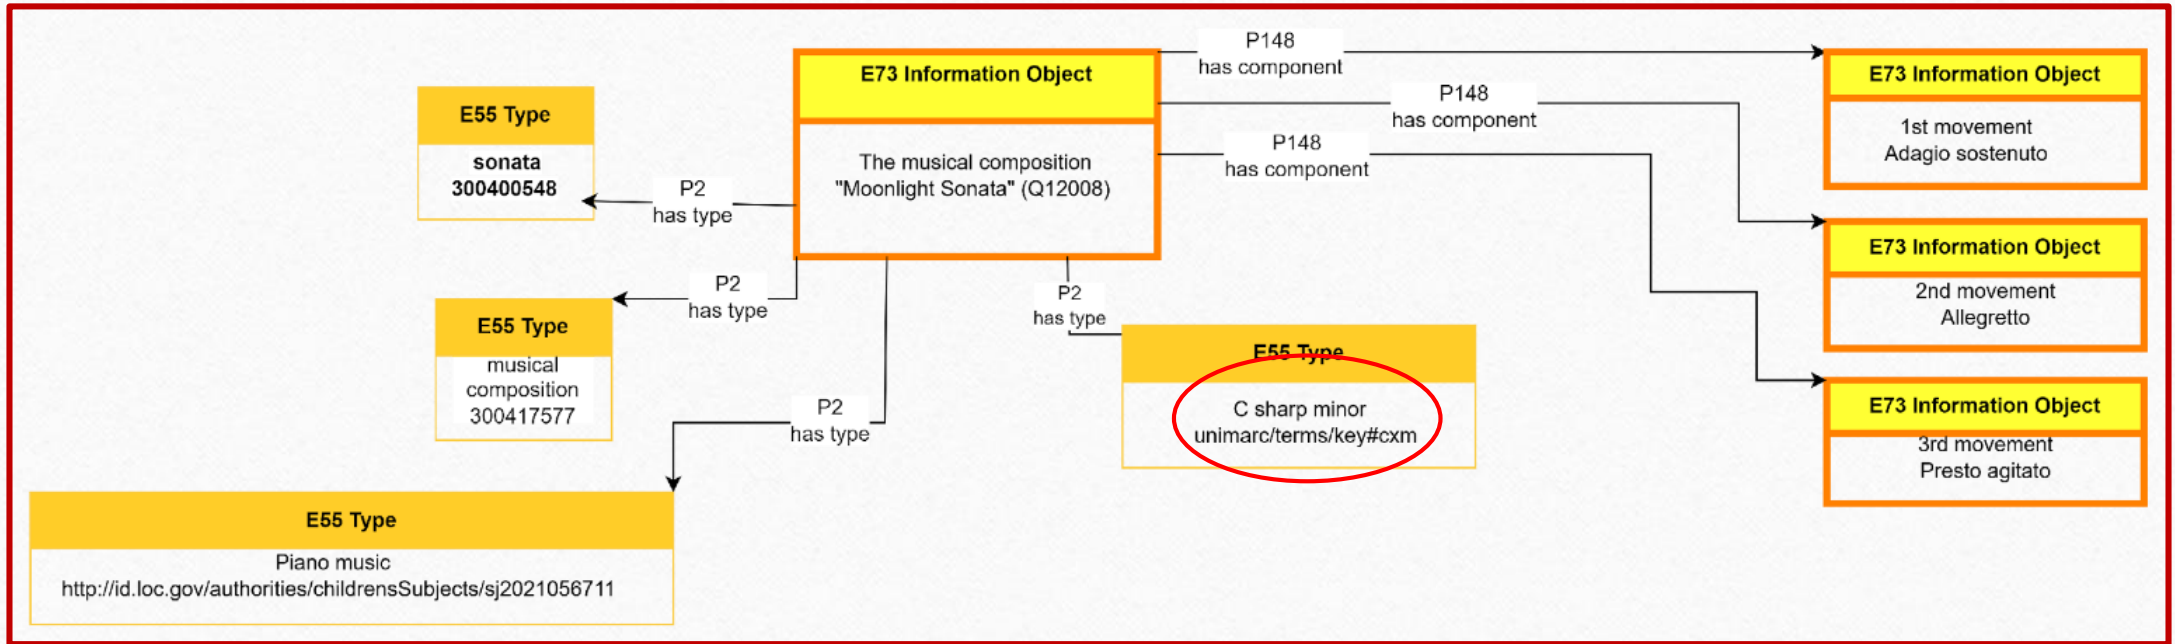 P148
has component
E73 Information Object
The musical composition
"Moonlight Sonata" (Q12008)
P148
has component
P148
has component
E73 Information Object
1st movement
Adagio sostenuto
E55 Type
sonata
300400548
P2
has type
E73 Information Object
2nd movement
Allegretto
P2
has type
P2
has type
E55 Type
musical
composition
300417577
E55 Type
C sharp minor
unimarc/terms/key#cxm
E73 Information Object
3rd movement
Presto agitato
P2
has type
E55 Type
Piano music
http://id.loc.gov/authorities/childrensSubjects/sj2021056711